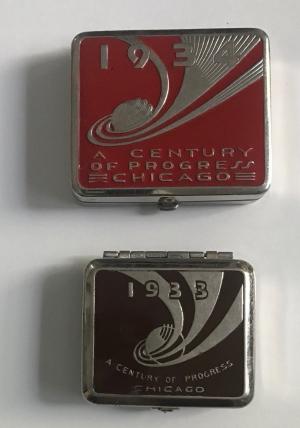 1934
A CENTURY
OF PROGRESS
CHICAGO
1933
A CENTURY OF PROGRESS
CHICAGO